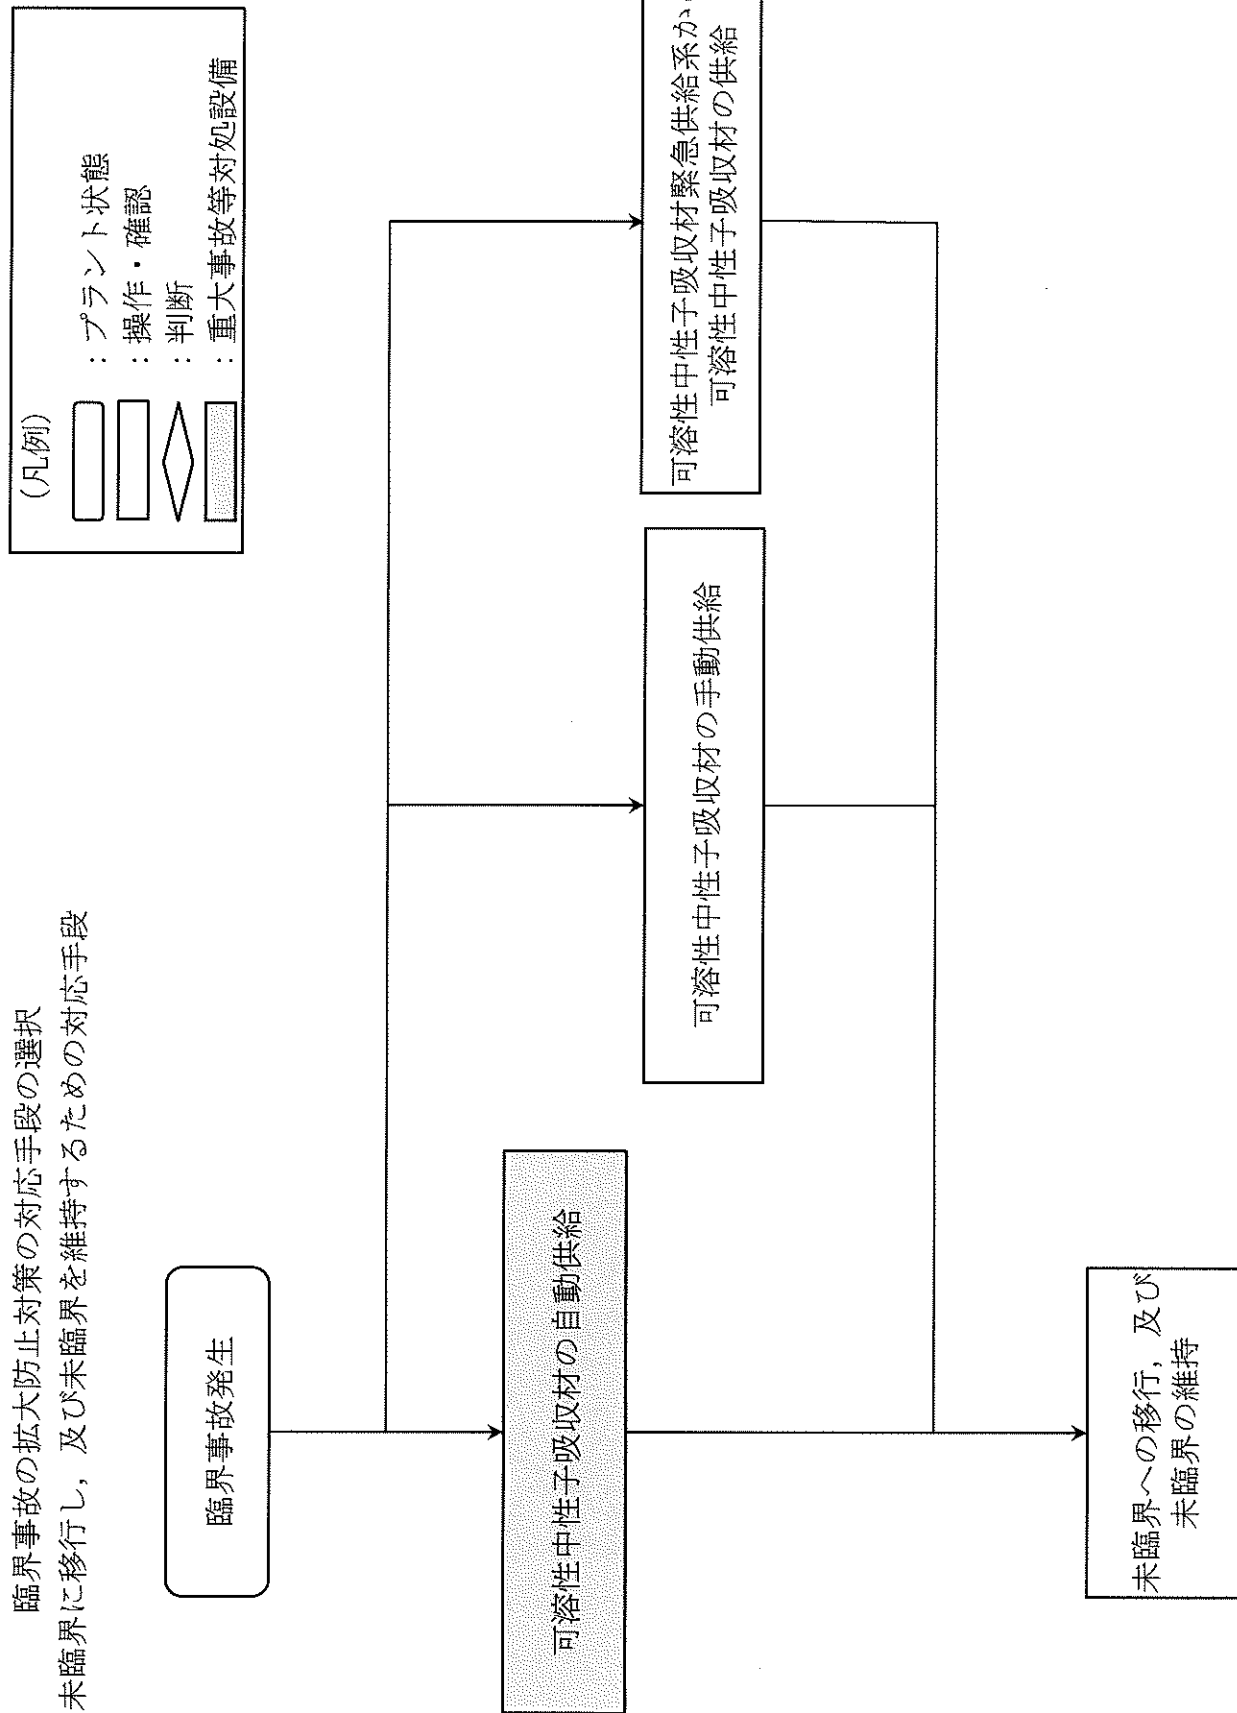 臨界事故の拡大防止対策の対応手段の選択
未臨界に移行し，及び未臨界を維持するための対応手段
(凡例)
：プラント状態
：操作・確認
：判断
：重大事故等対処設備
臨界事故発生
可溶性中性子吸収材の自動供給
可溶性中性子吸収材の手動供給
可溶性中性子吸収材緊急供給系か
可溶性中性子吸収材の供給
未臨界への移行，及び
未臨界の維持